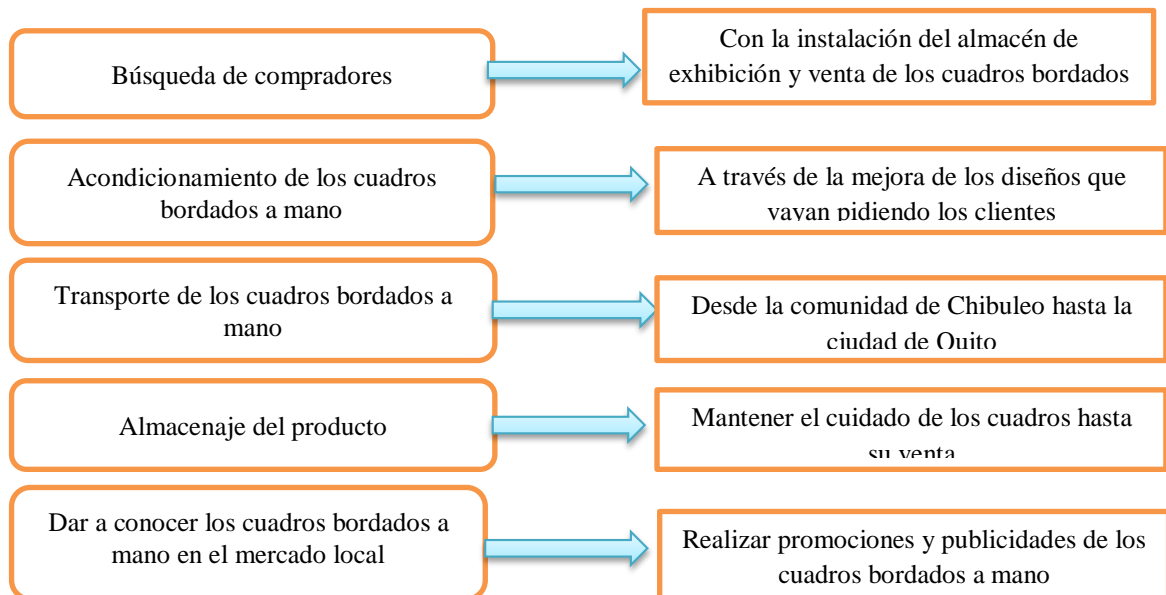 Búsqueda de compradores
Con la instalación del almacén de
exhibición y venta de los cuadros bordados
Acondicionamiento de los cuadros
bordados a mano
A través de la mejora de los diseños que
vayan pidiendo los clientes
Transporte de los cuadros bordados a
mano
Desde la comunidad de Chibuleo hasta la
ciudad de Quito
Almacenaje del producto
Mantener el cuidado de los cuadros hasta
su venta
Dar a conocer los cuadros bordados a
mano en el mercado local
Realizar promociones y publicidades de los
cuadros bordados a mano